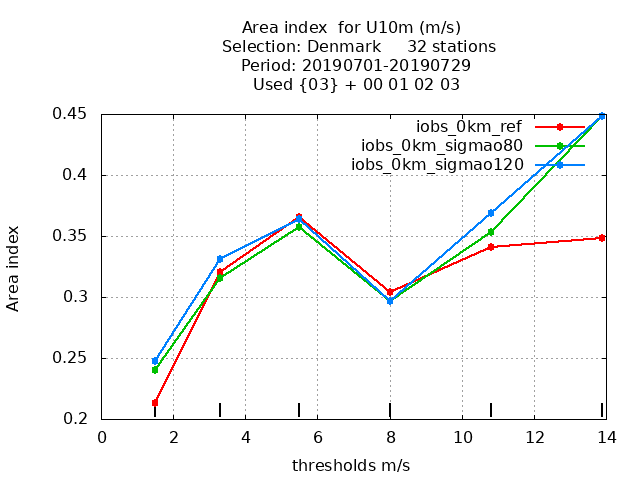 Area index  for U10m (m/s)
Selection: Denmark     32 stations
Period: 20190701-20190729
Used {03} + 00 01 02 03
iobs_0km_ref
iobs_0km_sigmao80
iobs_0km_sigmao120
0.45
0.4
0.35
0.3
0.25
0.2
Area index
0 2 4 6 8 10 12 14
thresholds m/s